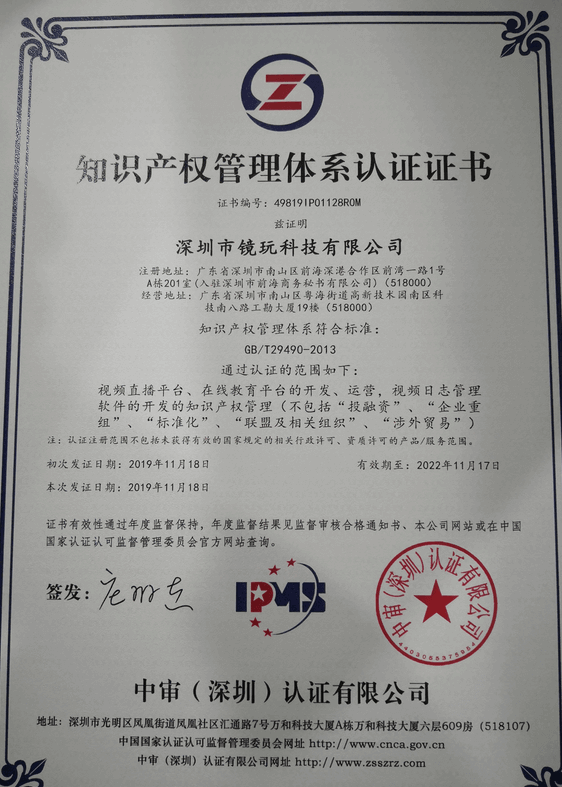 知识产权管理体系认证证书
证书编号：49819IP01128R0M
兹证明
深圳市镜玩科技有限公司
注册地址：广东省深圳市南山区前海深港合作区前湾一路1号
A栋201室(入驻深圳市前海商务秘书有限公司)（518000）
经营地址：广东省深圳市南山区粤海街道高新技术园南区科
技南八路工勘大厦19楼（518000）
知识产权管理体系符合标准：
GB/T29490-2013
通过认证的范围如下：
视频直播平台、在线教育平台的开发、运营，视频日志管理
软件的开发的知识产权管理（不包括“投融资”、“企业重
组”、“标准化”、“联盟及相关组织”、“涉外贸易”）
注：认证注册范围不包括未获得有效的国家规定的相关行政许可、资质许可的产品/服务范围。
初次发证日期：2019年11月18日
有效期至：2022年11月17日
本次发证日期：2019年11月18日
证书有效性通过年度监督保持，年度监督结果见监督审核合格通知书、本公司网站或在中国
国家认证认可监督管理委员会官方网站查询。
签发：
IPMS
中审（深圳）认证有限公司
中审（深圳）认证有限公司
地址：深圳市光明区凤凰街道凤凰社区汇通路7号万和科技大厦A栋万和科技大厦六层609房（518107）
中国国家认证认可监督管理委员会网址 http://www.cnca.gov.cn
中审（深圳）认证有限公司网址 http://www.zsszrz.com